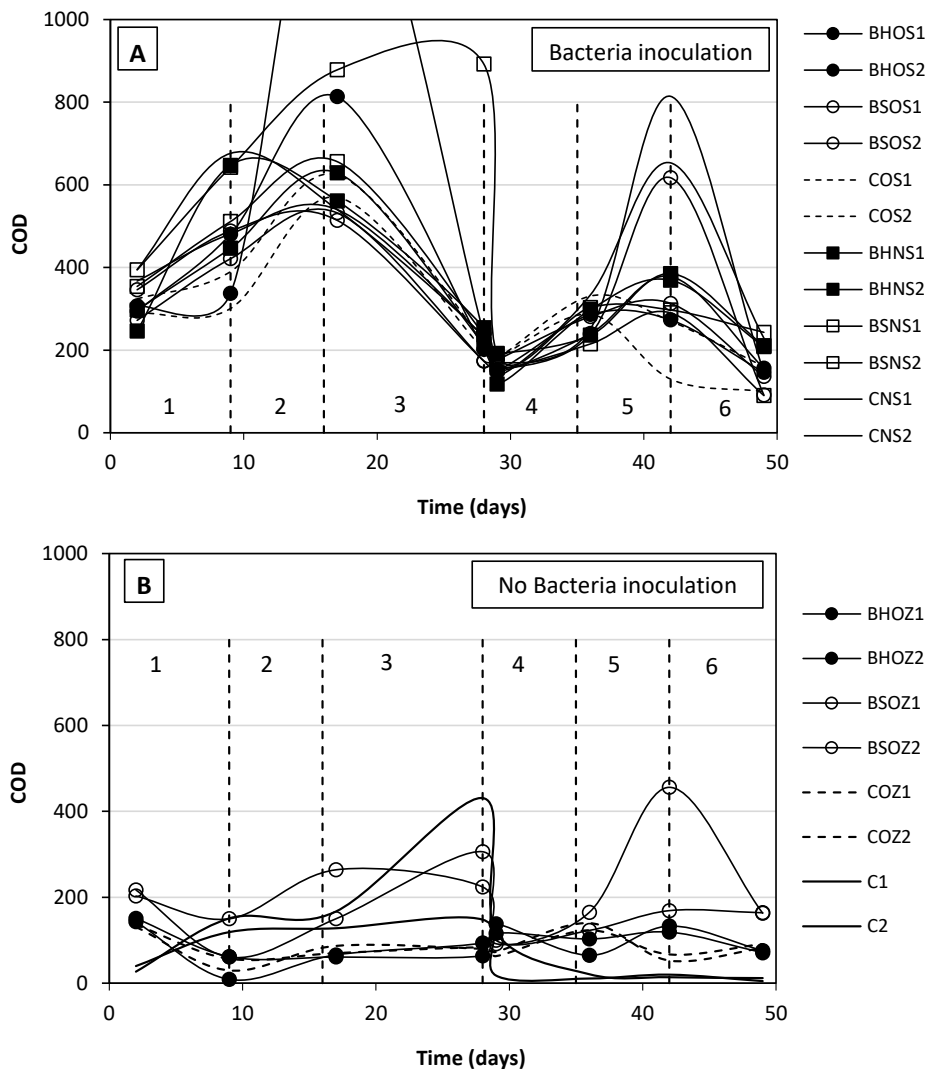 1000
A
Bacteria inoculation
800
600
COD
400
200
1 2 3 4 5 6
0
0 10 20 30 40 50
Time (days)
BHOS1
BHOS2
BSOS1
BSOS2
COS1
COS2
BHNS1
BHNS2
BSNS1
BSNS2
CNS1
CNS2
1000
B
No Bacteria inoculation
800
1 2 3 4 5 6
600
COD
400
200
0
0 10 20 30 40 50
Time (days)
BHOZ1
BHOZ2
BSOZ1
BSOZ2
COZ1
COZ2
C1
C2